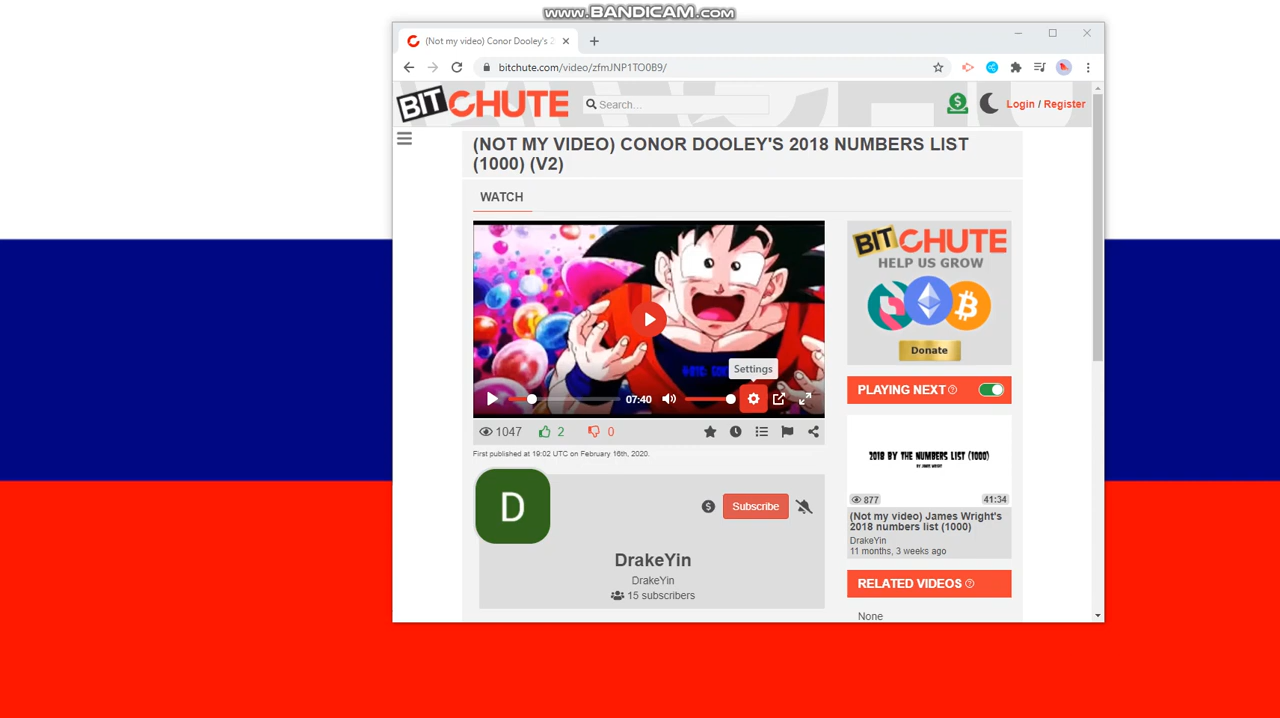 www.BANDICAM.com
(Not my video) Conor Dooley's 2
bitchute.com/video/zfmJNP1TO0B9/
BITCHUTE
Search...
Login / Register
(NOT MY VIDEO) CONOR DOOLEY'S 2018 NUMBERS LIST
(1000) (V2)
WATCH
Settings
07:40
1047
2
0
First published at 19:02 UTC on February 16th, 2020.
D
Subscribe
DrakeYin
DrakeYin
15 subscribers
BITCHUTE
HELP US GROW
Donate
PLAYING NEXT
2018 BY THE NUMBERS LIST (1000)
BY JAMES WRIGHT
877
41:34
(Not my video) James Wright's
2018 numbers list (1000)
DrakeYin
11 months, 3 weeks ago
RELATED VIDEOS
None